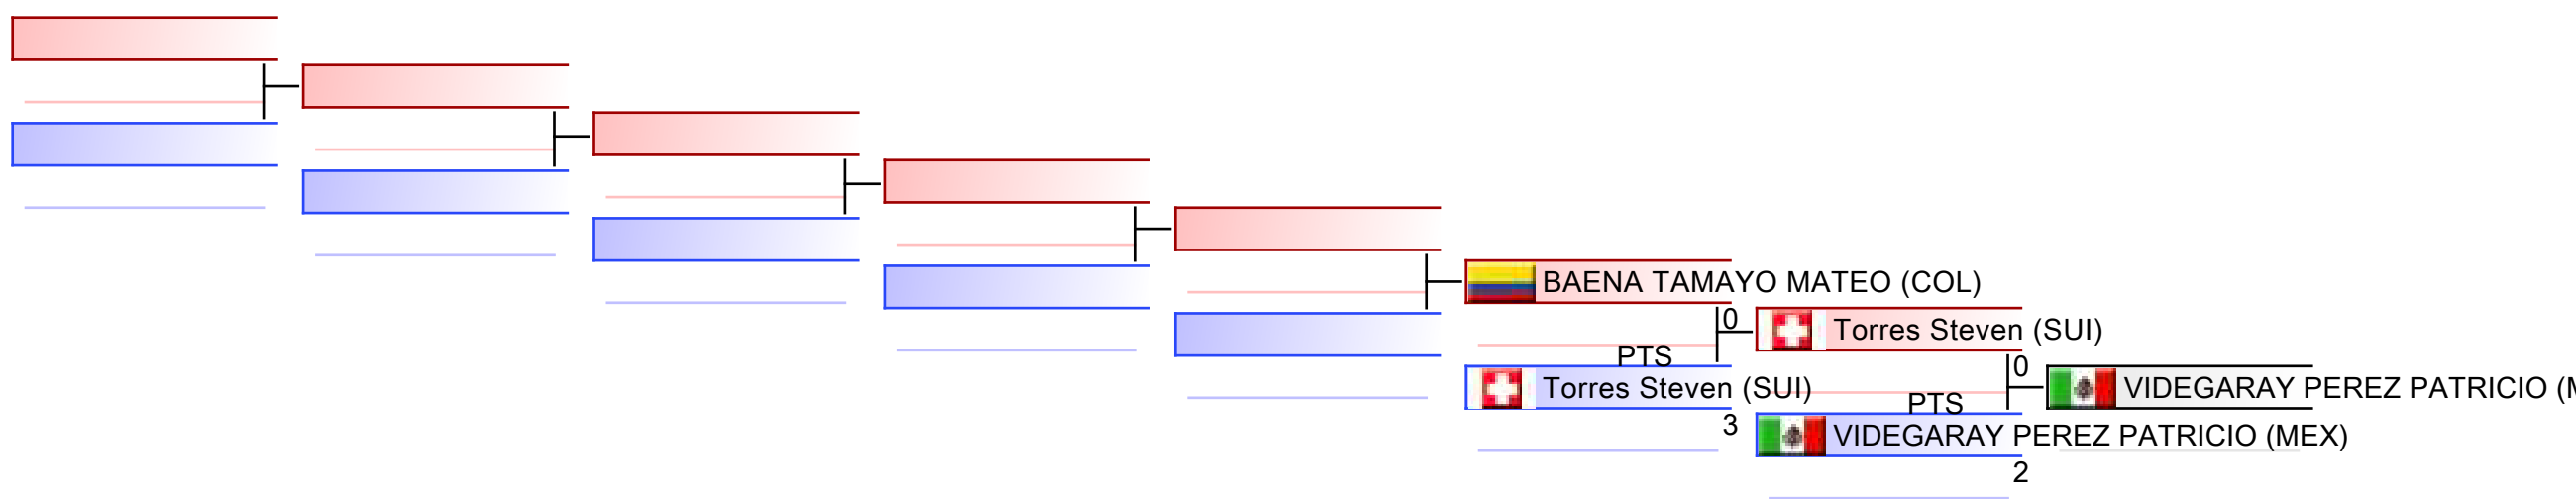 BAENA TAMAYO MATEO (COL)
0
Torres Steven (SUI)
PTS
0
Torres Steven (SUI)
VIDEGARAY PEREZ PATRICIO (M
PTS
3
VIDEGARAY PEREZ PATRICIO (MEX)
2